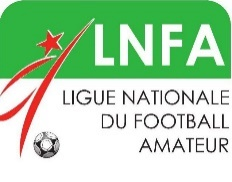 LNFA
LIGUE NATIONALE
DU FOOTBALL
AMATEUR